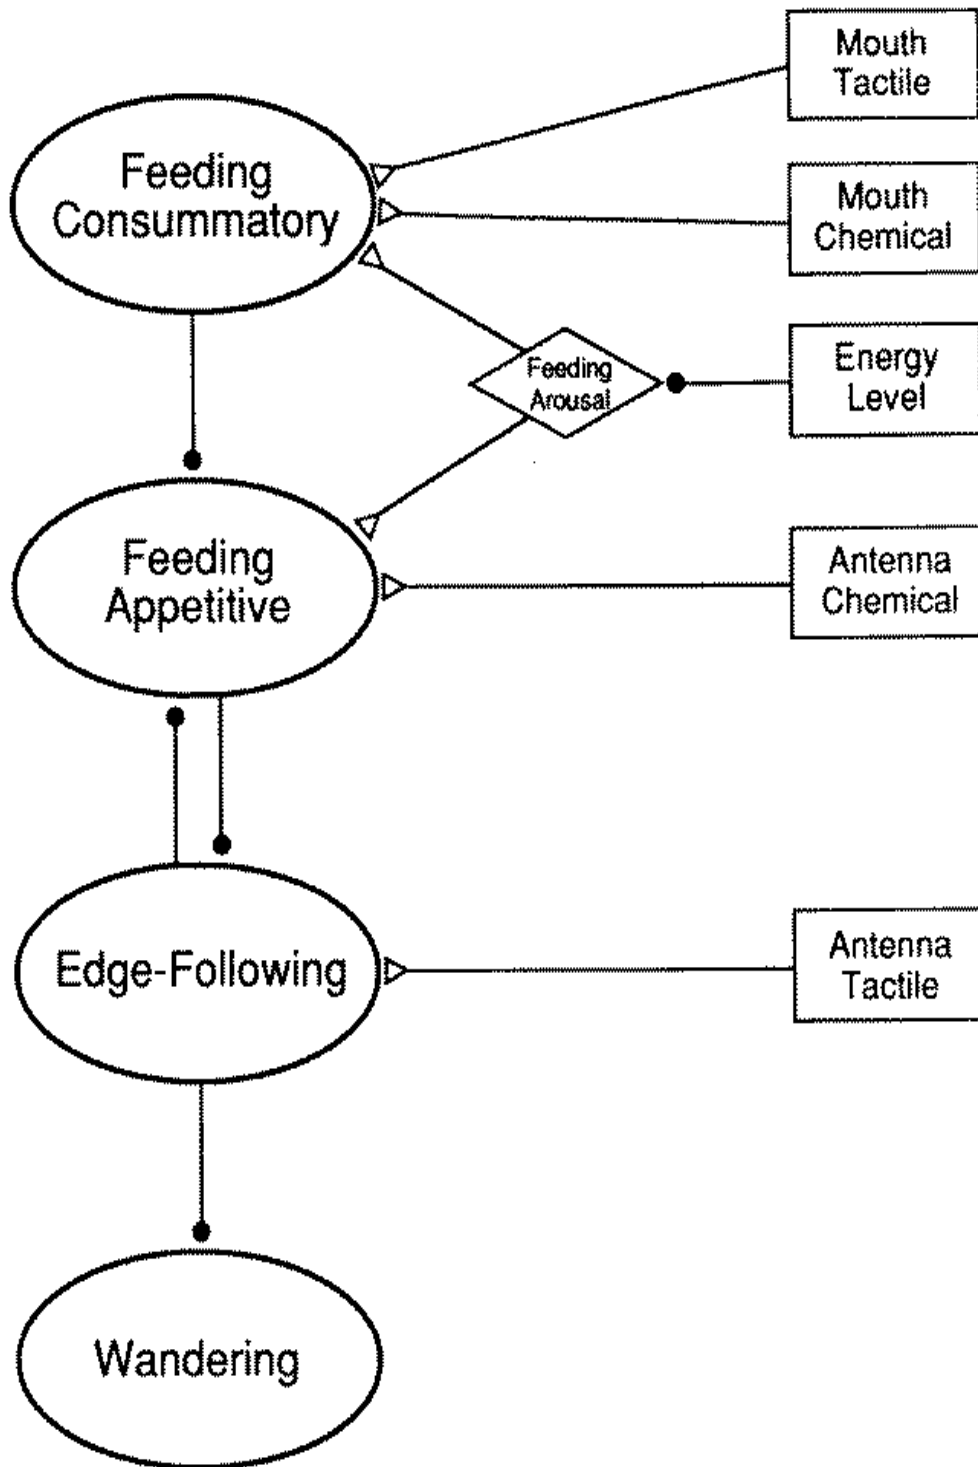 Mouth
Tactile
Feeding
Consummatory
Mouth
Chemical
Feeding
Arousal
Energy
Level
Feeding
Appetitive
Antenna
Chemical
Edge-Following
Antenna
Tactile
Wandering